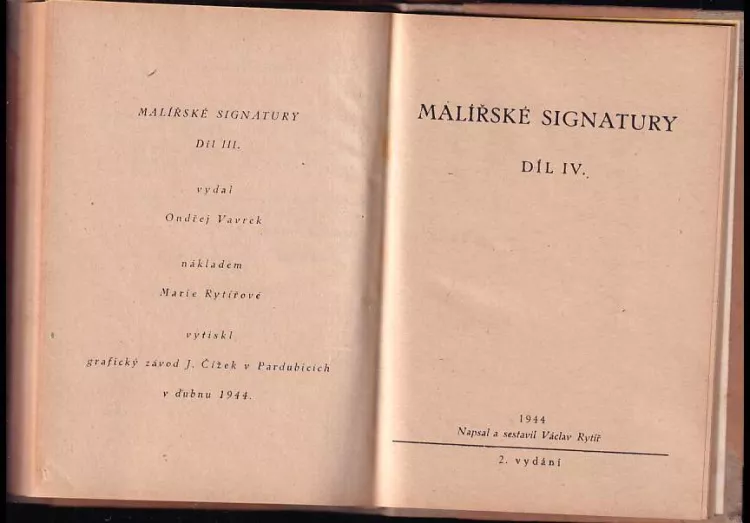 MALÍŘSKÉ SIGNATURY
Díl III.
vydal
Ondřej Vavrek
nákladem
Marie Rytířové
vytiskl
grafický závod J. Čížek v Pardubicích
v ďubnu 1944.
MALÍŘSKÉ SIGNATURY
DÍL IV.
1944
Napsal a sestavil Václav Rytíř
2. vydání